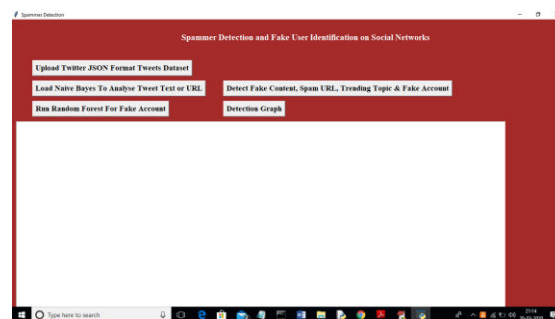 Spammer Detection
Spammer Detection and Fake User Identification on Social Networks
Upload Twitter JSON Format Tweets Dataset
Load Naive Bayes To Analyse Tweet Text or URL
Detect Fake Content, Spam URL, Trending Topic & Fake Account
Run Random Forest For Fake Account
Detection Graph
Type here to search
21:14